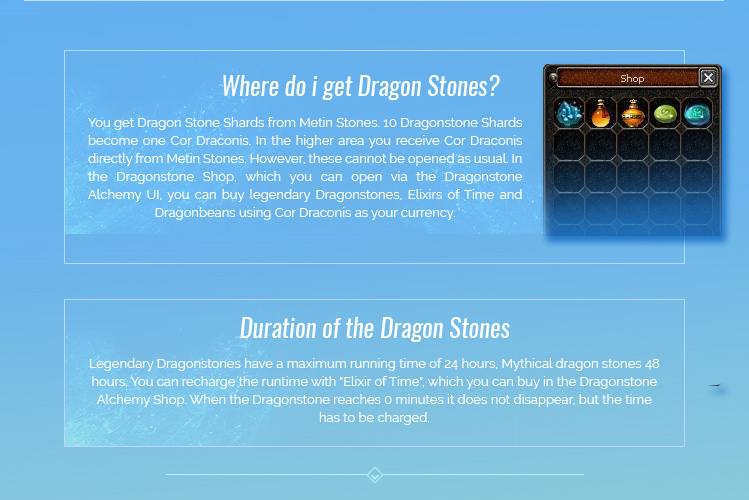 Where do i get Dragon Stones?
You get Dragon Stone Shards from Metin Stones. 10 Dragonstone Shards
become one Cor Draconis. In the higher area you receive Cor Draconis
directly from Metin Stones. However, these cannot be opened as usual. In
the Dragonstone Shop, which you can open via the Dragonstone
Alchemy UI, you can buy legendary Dragonstones, Elixirs of Time and
Dragonbeans using Cor Draconis as your currency.
Shop
Duration of the Dragon Stones
Legendary Dragonstones have a maximum running time of 24 hours, Mythical dragon stones 48
hours. You can recharge the runtime with "Elixir of Time", which you can buy in the Dragonstone
Alchemy Shop. When the Dragonstone reaches 0 minutes it does not disappear, but the time
has to be charged.